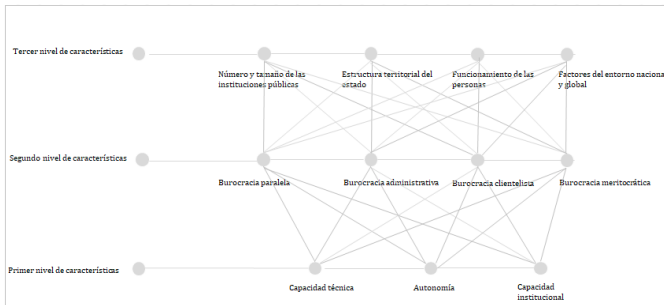 Tercer nivel de características
Número y tamaño de las
instituciones públicas
Estructura territorial del
estado
Funcionamiento de las
personas
Factores del entorno nacional
y global
Segundo nivel de características
Burocracia paralela
Burocracia administrativa
Burocracia clientelista
Burocracia meritocrática
Primer nivel de características
Capacidad técnica
Autonomía
Capacidad
institucional